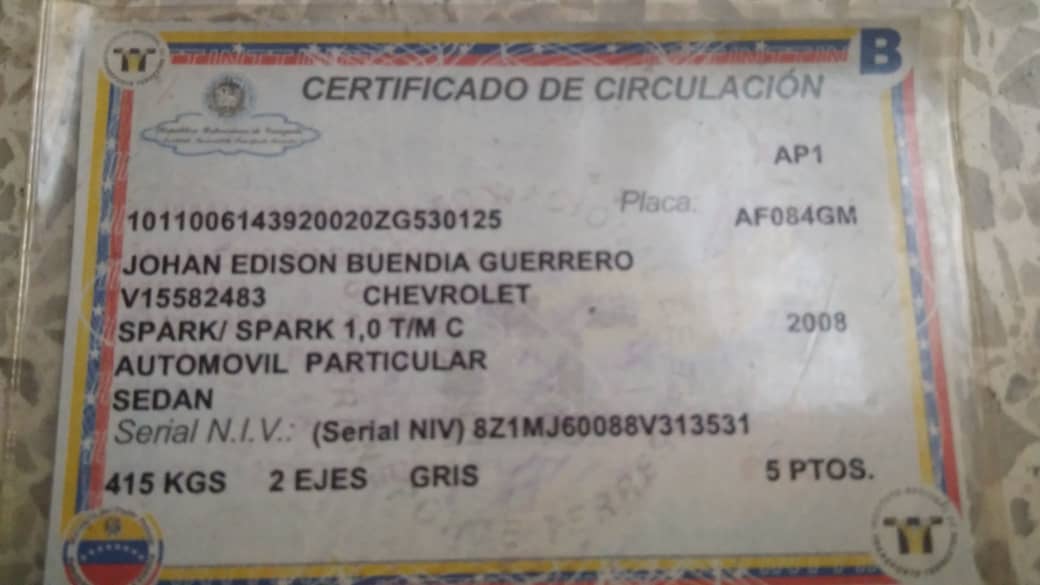 B
CERTIFICADO DE CIRCULACIÓN
República Bolivariana de Venezuela
AP1
1011006143920020ZG530125 Placa: AF084GM
JOHAN EDISON BUENDIA GUERRERO
V15582483 CHEVROLET
SPARK/ SPARK 1,0 T/M C 2008
AUTOMOVIL PARTICULAR
SEDAN
Serial N.I.V.: (Serial NIV) 8Z1MJ60088V313531
415 KGS 2 EJES GRIS 5 PTOS.